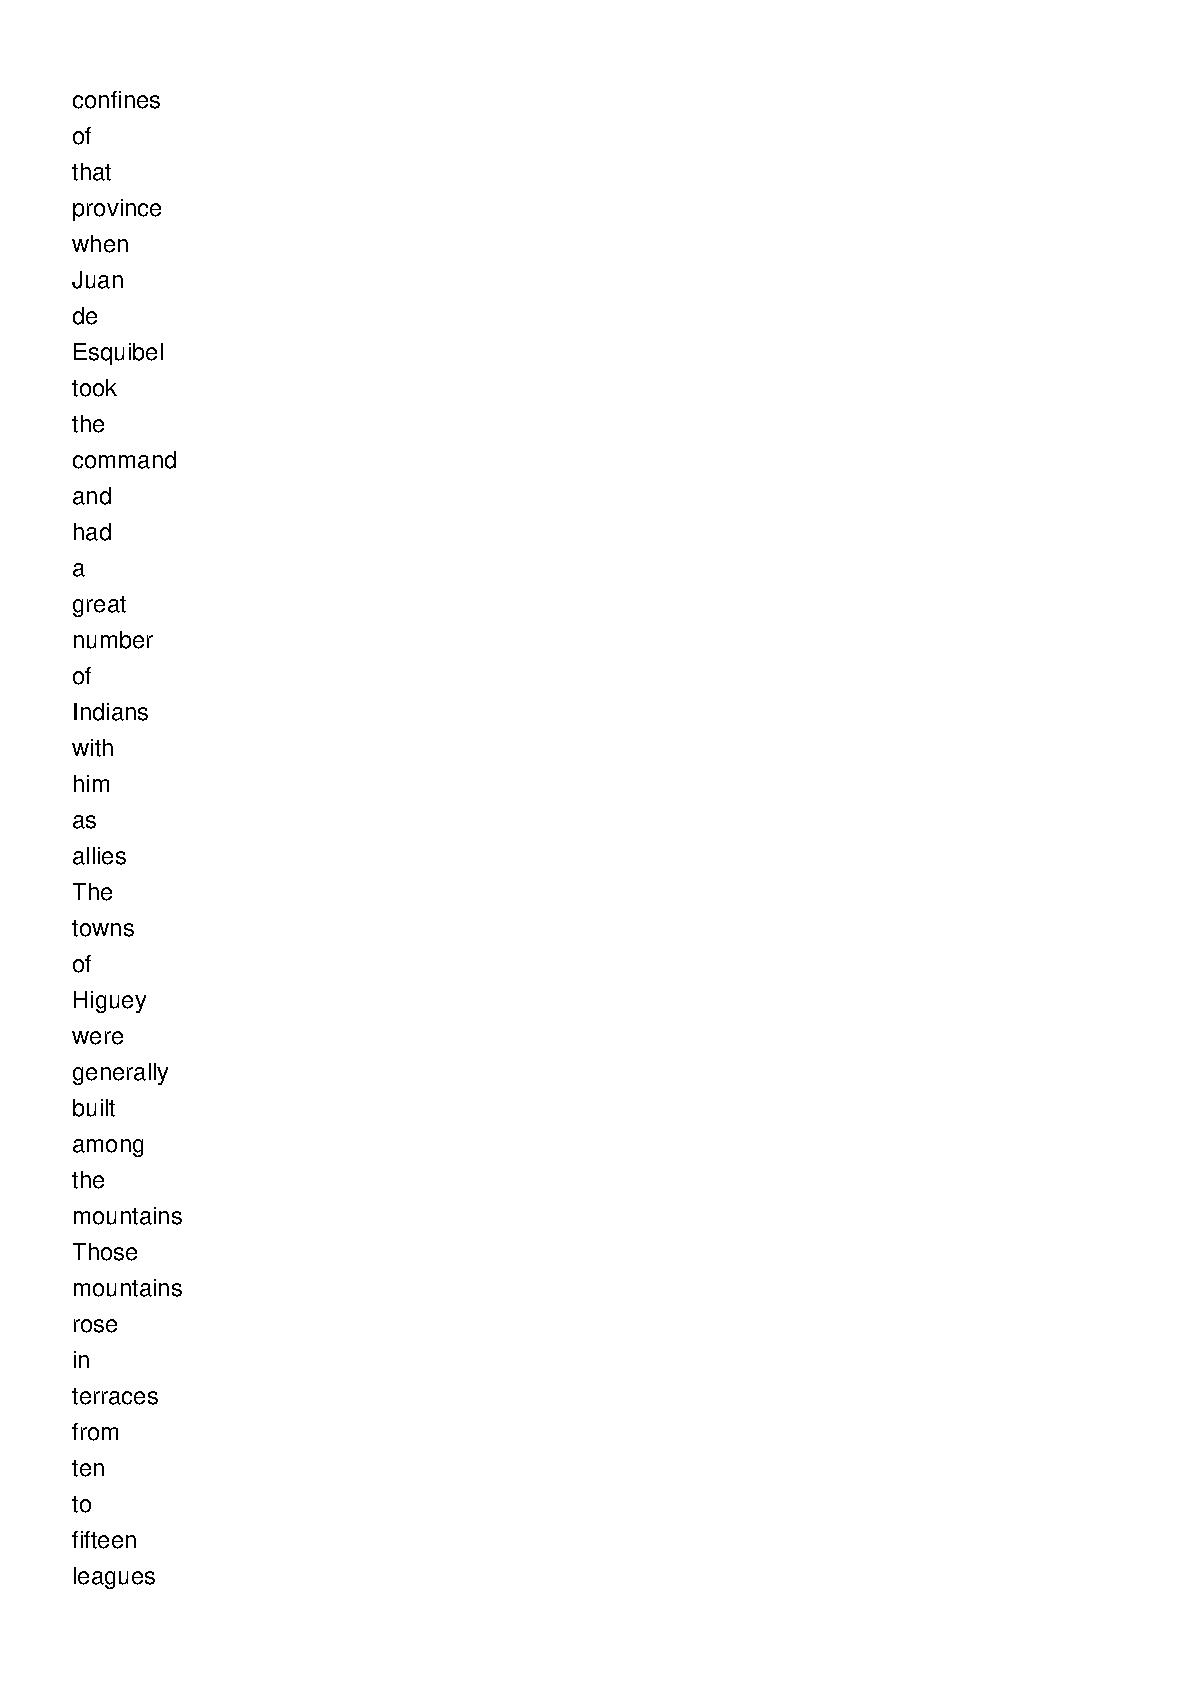 confines
of
that
province
when
Juan
de
Esquibel
took
the
command
and
had
a
great
number
of
Indians
with
him
as
allies
The
towns
of
Higuey
were
generally
built
among
the
mountains
Those
mountains
rose
in
terraces
from
ten
to
fifteen
leagues